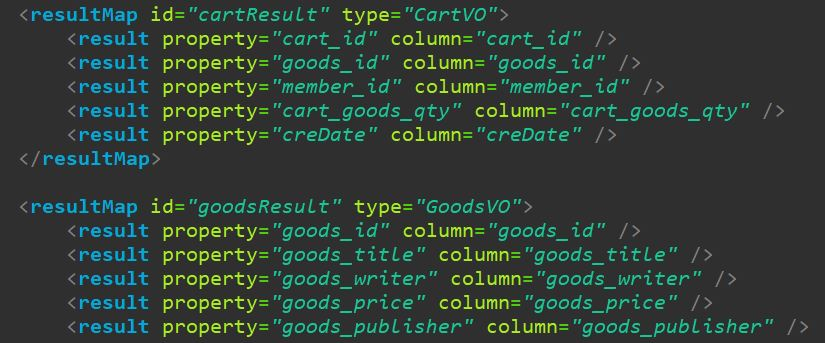 <resultMap id="cartResult" type="CartVO">
<result property="cart_id" column="cart_id" />
<result property="goods_id" column="goods_id" />
<result property="member_id" column="member_id" />
<result property="cart_goods_qty" column="cart_goods_qty" />
<result property="creDate" column="creDate" />
</resultMap>
<resultMap id="goodsResult" type="GoodsVO">
<result property="goods_id" column="goods_id" />
<result property="goods_title" column="goods_title" />
<result property="goods_writer" column="goods_writer" />
<result property="goods_price" column="goods_price" />
<result property="goods_publisher" column="goods_publisher" />